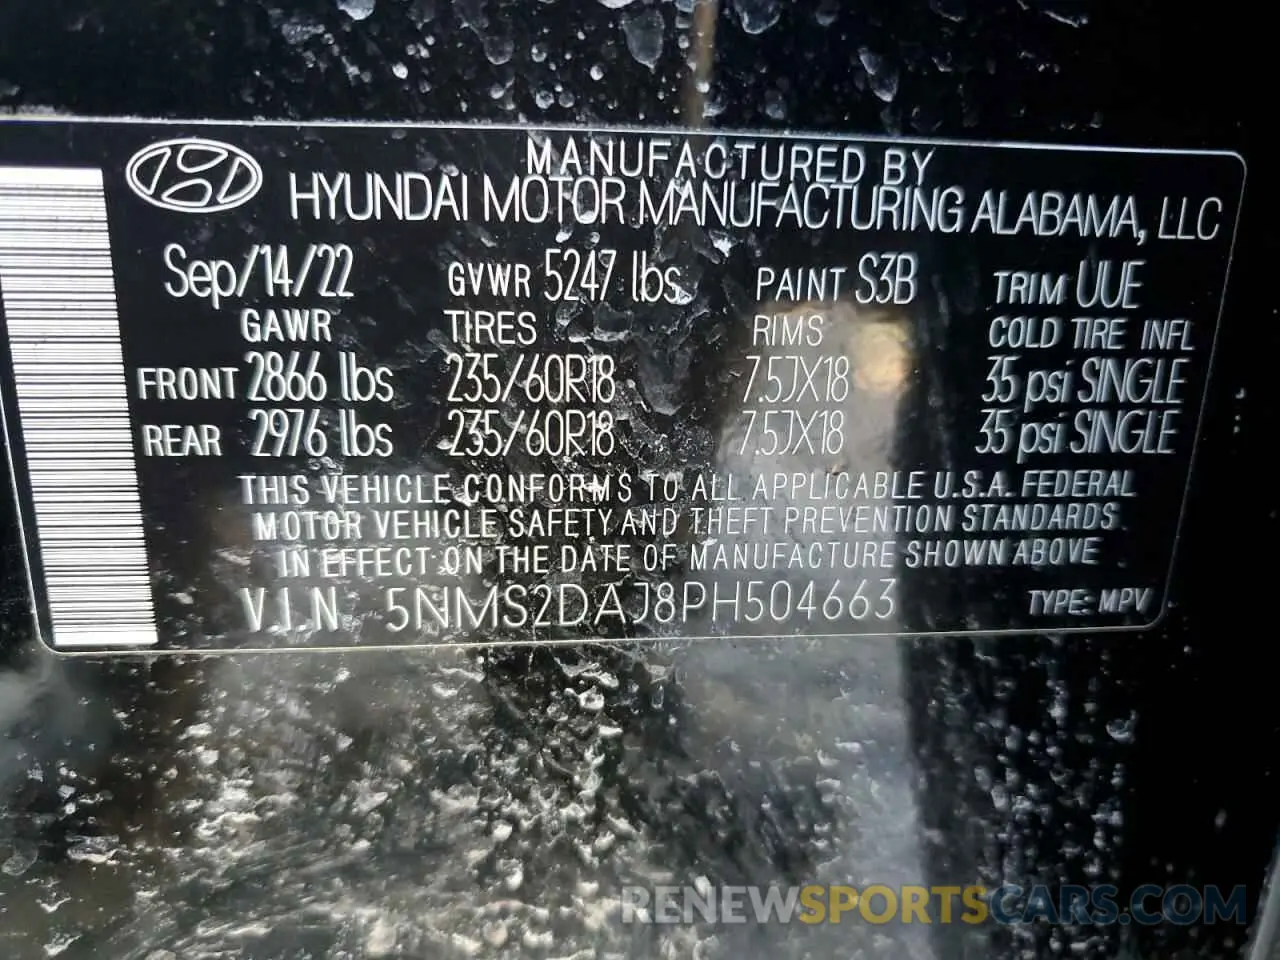 MANUFACTURED BY
HYUNDAI MOTOR MANUFACTURING ALABAMA, LLC
Sep/14/22 GVWR 5247 lbs PAINT S3B TRIM UUE
GAWR TIRES RIMS COLD TIRE INFL
FRONT 2866 lbs 235/60R18 7.5JX18 35 psi SINGLE
REAR 2976 lbs 235/60R18 7.5JX18 35 psi SINGLE
THIS VEHICLE CONFORMS TO ALL APPLICABLE U.S.A. FEDERAL
MOTOR VEHICLE SAFETY AND THEFT PREVENTION STANDARDS
IN EFFECT ON THE DATE OF MANUFACTURE SHOWN ABOVE
V.I.N. 5NMS2DAJ8PH504663 TYPE: MPV
RENEWSPORTSCARS.COM